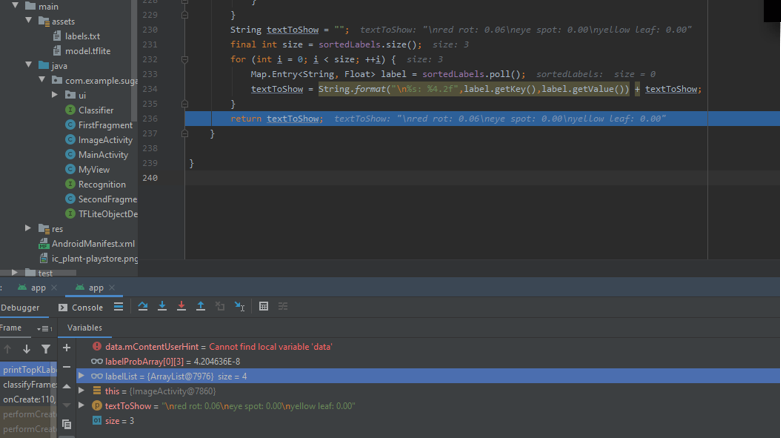 main
assets
labels.txt
model.tflite
java
com.example.suga
ui
Classifier
FirstFragment
ImageActivity
MainActivity
MyView
Recognition
SecondFragme
TFLiteObjectDe
res
AndroidManifest.xml
ic_plant-playstore.png
test
228 }
229 }
230 String textToShow = ""; textToShow: "\nred rot: 0.06\neye spot: 0.00\nyellow leaf: 0.00"
231 final int size = sortedLabels.size(); size: 3
232 for (int i = 0; i < size; ++i) { size: 3
233 Map.Entry<String, Float> label = sortedLabels.poll(); sortedLabels: size = 0
234 textToShow = String.format("\n%s: %4.2f",label.getKey(),label.getValue()) + textToShow;
235 }
236 return textToShow; textToShow: "\nred rot: 0.06\neye spot: 0.00\nyellow leaf: 0.00"
237 }
238
239 }
240
: app × app ×
Debugger Console
Frame Variables
printTopKLabe
classifyFrame:
onCreate:110,
performCreat
performCreat
data.mContentUserHint = Cannot find local variable 'data'
labelProbArray[0][3] = 4.204636E-8
labelList = {ArrayList@7976} size = 4
this = {ImageActivity@7860}
textToShow = "\nred rot: 0.06\neye spot: 0.00\nyellow leaf: 0.00"
size = 3